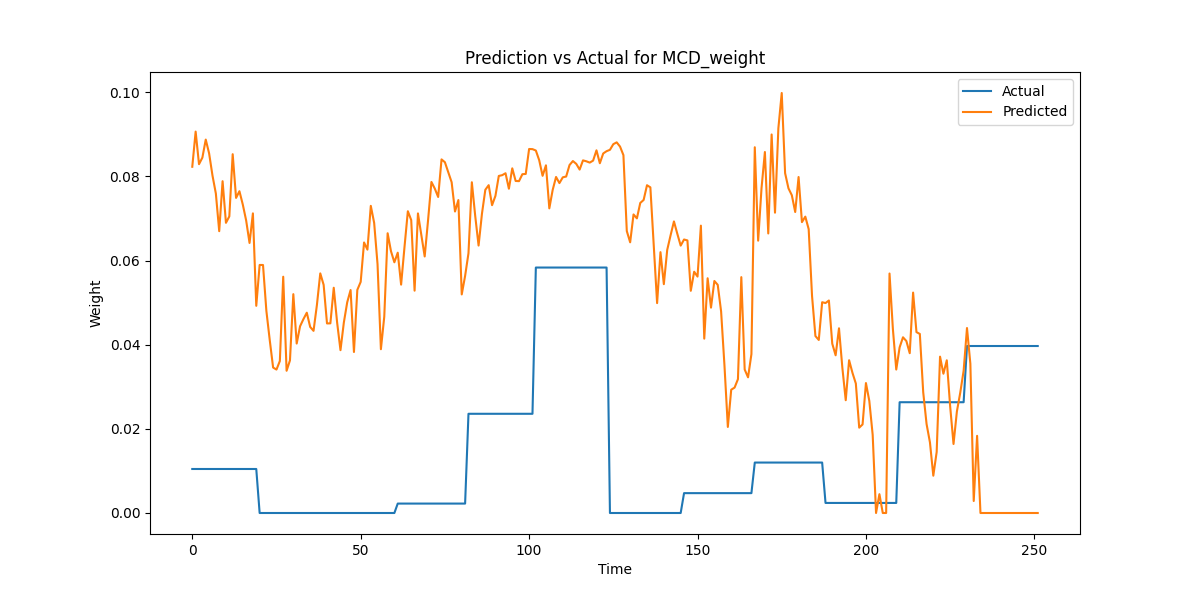 Prediction vs Actual for MCD_weight
Actual
Predicted
0.10
0.08
0.06
0.04
0.02
0.00
Weight
0 50 100 150 200 250
Time